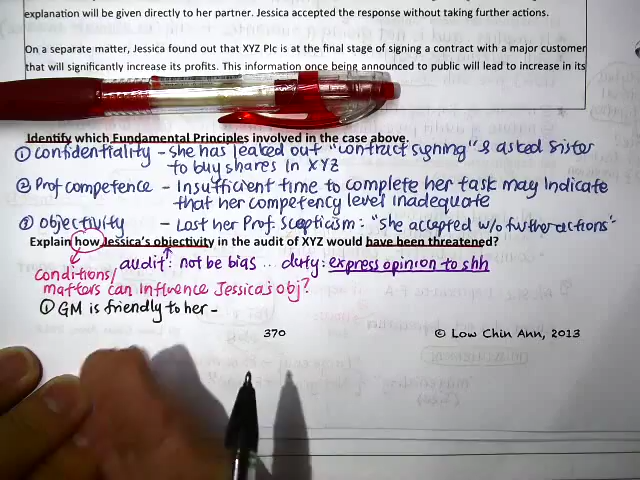 explanation will be given directly to her partner. Jessica accepted the response without taking further actions.
On a separate matter, Jessica found out that XYZ Plc is at the final stage of signing a contract with a major customer
that will significantly increase its profits. This information once being announced to public will lead to increase in its
Identify which Fundamental Principles involved in the case above.
① Confidentiality - She has leaked out "contract signing" & asked sister
to buy shares in XYZ
② Prof competence - Insufficient time to complete her task may indicate
that her competency level inadequate
③ Objectivity - Lost her Prof. Scepticism: "She accepted w/o further actions"
Explain how Jessica's objectivity in the audit of XYZ would have been threatened?
audit: not be bias ... duty: express opinion to shh
Conditions/
matters can influence Jessica's obj?
① GM is friendly to her -
370
© Low Chin Ann, 2013